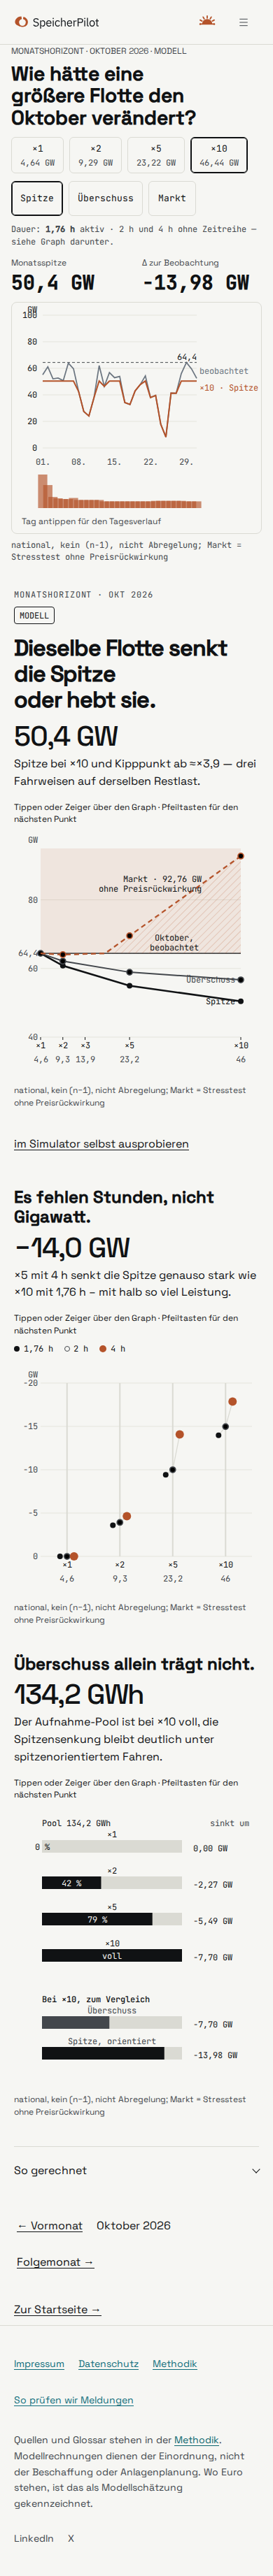 SpeicherPilot
MONATSHORIZONT · OKTOBER 2026 · MODELL
Wie hätte eine
größere Flotte den
Oktober verändert?
×1 ×2 ×5 ×10
4,64 GW 9,29 GW 23,22 GW 46,44 GW
Spitze Überschuss Markt
Dauer: 1,76 h aktiv · 2 h und 4 h ohne Zeitreihe —
siehe Graph darunter.
Monatsspitze Δ zur Beobachtung
50,4 GW -13,98 GW
GW
100
80
64,4
60
beobachtet
×10 · Spitze
40
20
0
01. 08. 15. 22. 29.
Tag antippen für den Tagesverlauf
national, kein (n-1), nicht Abregelung; Markt =
Stresstest ohne Preisrückwirkung
MONATSHORIZONT · OKT 2026
MODELL
Dieselbe Flotte senkt
die Spitze
oder hebt sie.
50,4 GW
Spitze bei ×10 und Kipppunkt ab ≈×3,9 — drei
Fahrweisen auf derselben Restlast.
Tippen oder Zeiger über den Graph · Pfeiltasten für den
nächsten Punkt
GW
Markt · 92,76 GW
ohne Preisrückwirkung
80
Oktober,
beobachtet
64,4
60
Überschuss
Spitze
40
×1 ×2 ×3 ×5 ×10
4,6 9,3 13,9 23,2 46
national, kein (n−1), nicht Abregelung; Markt = Stresstest
ohne Preisrückwirkung
im Simulator selbst ausprobieren
Es fehlen Stunden, nicht
Gigawatt.
−14,0 GW
×5 mit 4 h senkt die Spitze genauso stark wie
×10 mit 1,76 h – mit halb so viel Leistung.
Tippen oder Zeiger über den Graph · Pfeiltasten für den
nächsten Punkt
1,76 h 2 h 4 h
GW
-20
-15
-10
-5
0
×1 ×2 ×5 ×10
4,6 9,3 23,2 46
national, kein (n−1), nicht Abregelung; Markt = Stresstest
ohne Preisrückwirkung
Überschuss allein trägt nicht.
134,2 GWh
Der Aufnahme-Pool ist bei ×10 voll, die
Spitzensenkung bleibt deutlich unter
spitzenorientiertem Fahren.
Tippen oder Zeiger über den Graph · Pfeiltasten für den
nächsten Punkt
Pool 134,2 GWh sinkt um
×1
0 % 0,00 GW
×2
42 % -2,27 GW
×5
79 % -5,49 GW
×10
voll -7,70 GW
Bei ×10, zum Vergleich
Überschuss
-7,70 GW
Spitze, orientiert
-13,98 GW
national, kein (n−1), nicht Abregelung; Markt = Stresstest
ohne Preisrückwirkung
So gerechnet
← Vormonat Oktober 2026
Folgemonat →
Zur Startseite →
Impressum Datenschutz Methodik
So prüfen wir Meldungen
Quellen und Glossar stehen in der Methodik.
Modellrechnungen dienen der Einordnung, nicht
der Beschaffung oder Anlagenplanung. Wo Euro
stehen, ist das als Modellschätzung
gekennzeichnet.
LinkedIn X